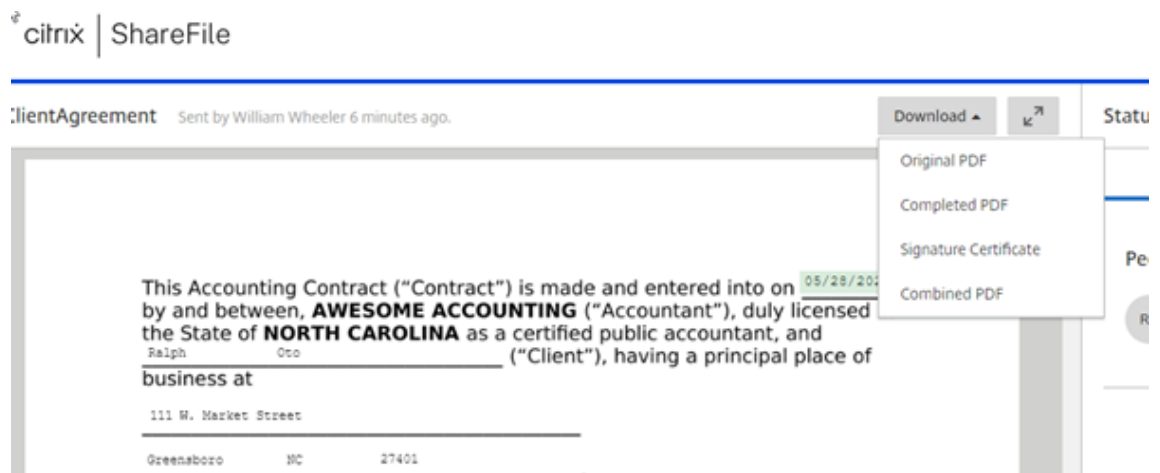 citrix | ShareFile
ClientAgreement Sent by William Wheeler 6 minutes ago.
Download
Statu
Original PDF
Completed PDF
Signature Certificate
Combined PDF
Pe
R
This Accounting Contract (“Contract”) is made and entered into on 05/28/202
by and between, AWESOME ACCOUNTING (“Accountant”), duly licensed
the State of NORTH CAROLINA as a certified public accountant, and
Ralph Oto (“Client”), having a principal place of
business at
111 W. Market Street
Greensboro NC 27401